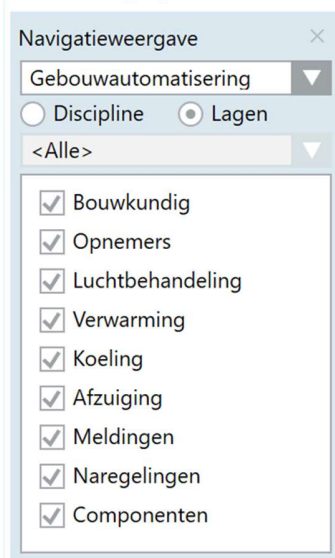 Navigatieweergave
Gebouwautomatisering
Discipline Lagen
<Alle>
Bouwkundig
Opnemers
Luchtbehandeling
Verwarming
Koeling
Afzuiging
Meldingen
Naregelingen
Componenten